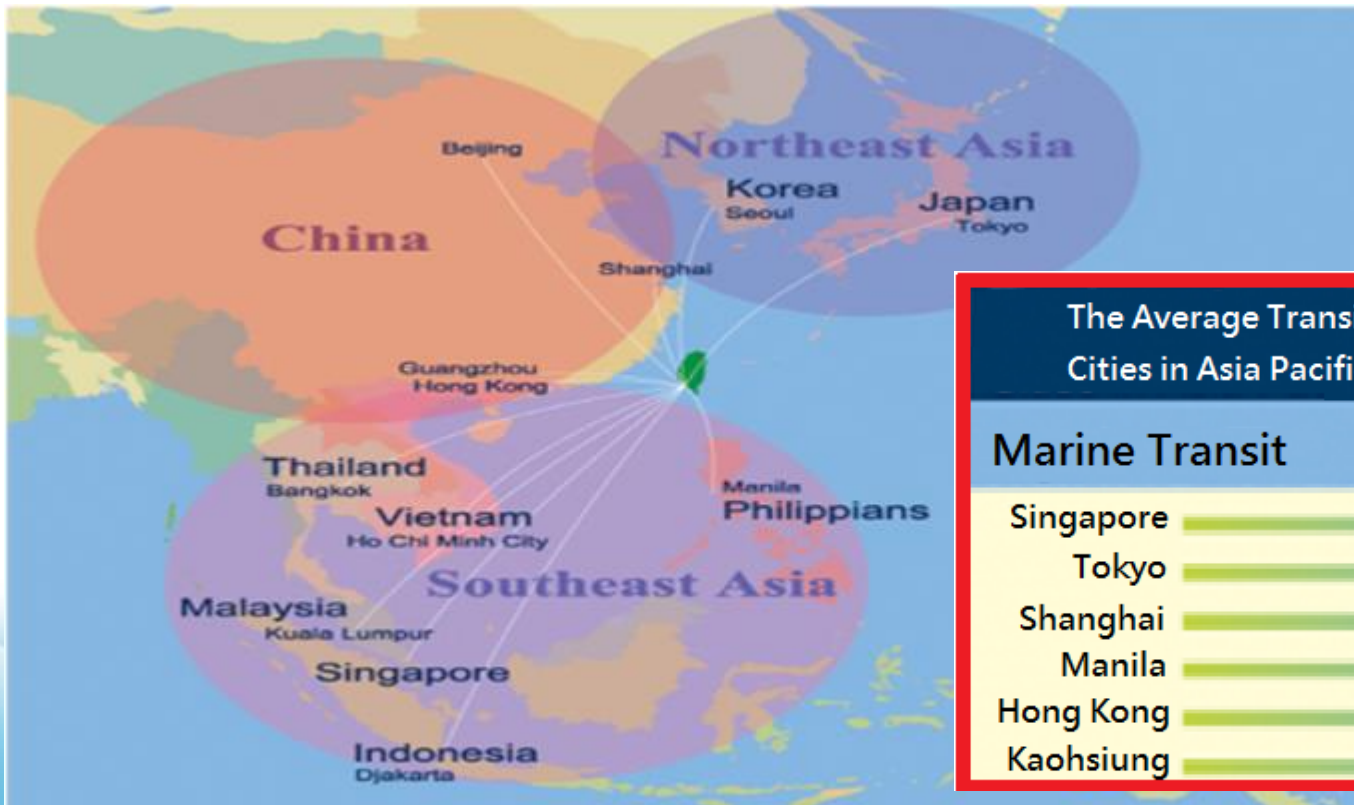 Northeast Asia
Beijing
Korea
Seoul
Japan
Tokyo
China
Shanghai
Guangzhou
Hong Kong
Thailand
Bangkok
Vietnam
Ho Chi Minh City
Manila
Philippians
Southeast Asia
Malaysia
Kuala Lumpur
Singapore
Indonesia
Djakarta
The Average Transi
Cities in Asia Pacifi
Marine Transit
Singapore
Tokyo
Shanghai
Manila
Hong Kong
Kaohsiung